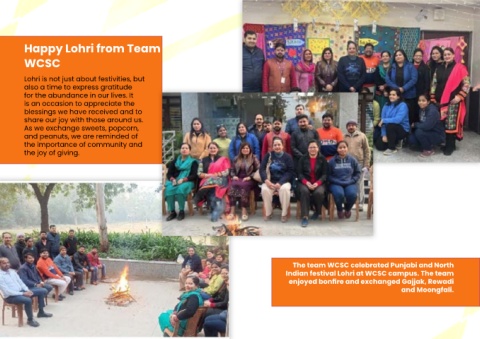 Happy Lohri from Team
WCSC
Lohri is not just about festivities, but
also a time to express gratitude
for the abundance in our lives. It
is an occasion to appreciate the
blessings we have received and to
share our joy with those around us.
As we exchange sweets, popcorn,
and peanuts, we are reminded of
the importance of community and
the joy of giving.
The team WCSC celebrated Punjabi and North
Indian festival Lohri at WCSC campus. The team
enjoyed bonfire and exchanged Gajjak, Rewadi
and Moongfali.